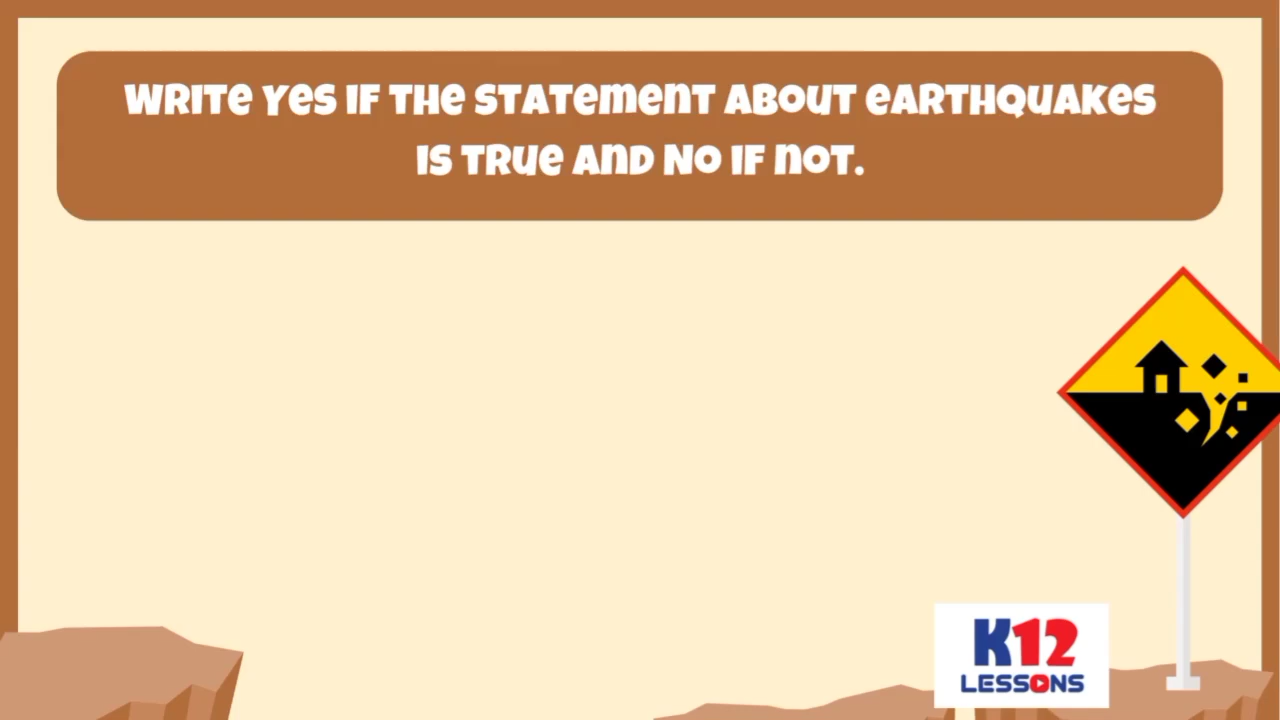 WRITE YES IF THE STATEMENT ABOUT EARTHQUAKES
IS TRUE AND NO IF NOT.
K12
LESSONS